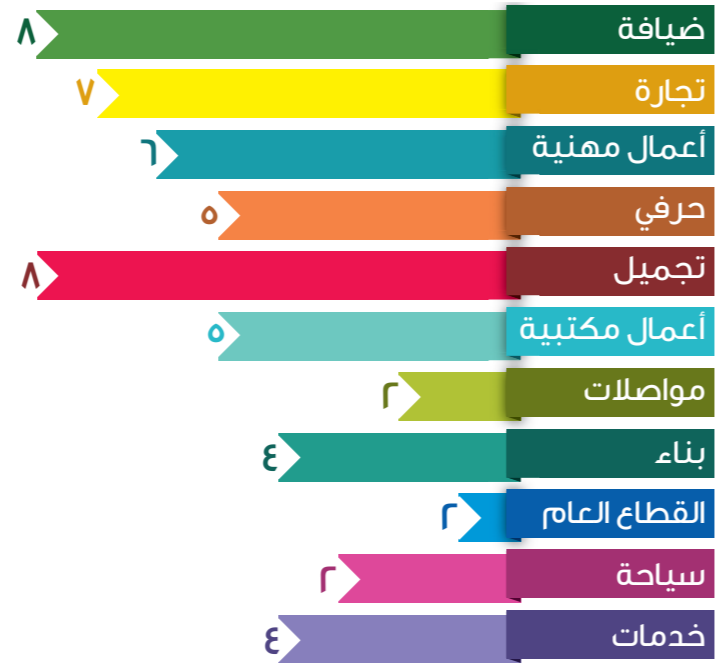 ضيافة ٨
تجارة ٧
أعمال مهنية ٦
حرفي ٥
تجميل ٨
أعمال مكتبية ٥
مواصلات ٢
بناء ٤
القطاع العام ٢
سياحة ٢
خدمات ٤